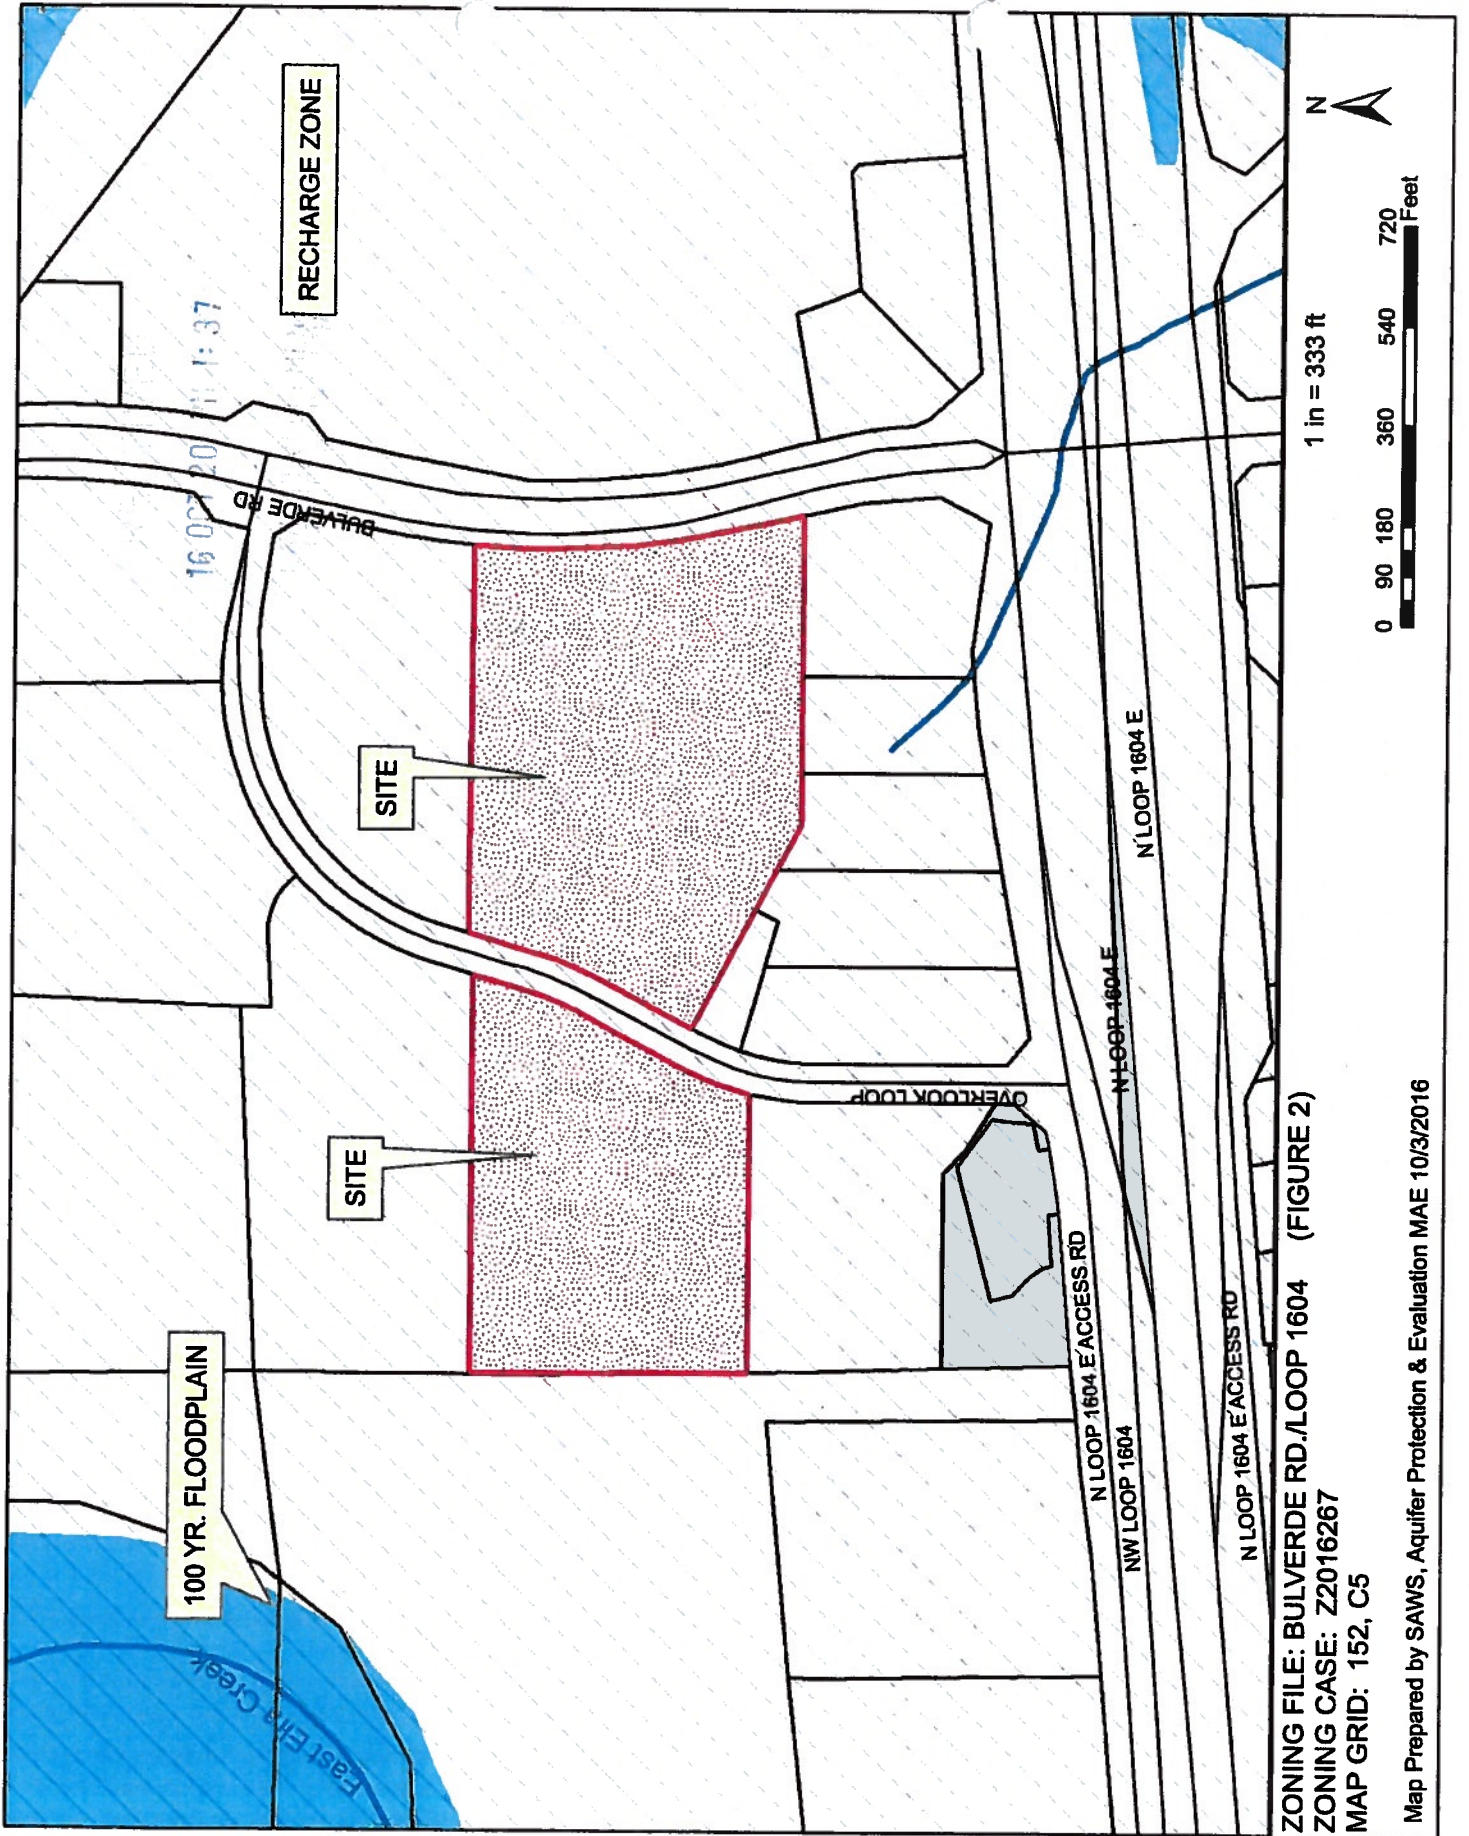 RECHARGE ZONE
BULVERDE RD
SITE
SITE
100 YR. FLOODPLAIN
East Elm Creek
OVERLOOK LOOP
N LOOP 1604 E
N LOOP 1604 E
N LOOP 1604 E ACCESS RD
NW LOOP 1604
N LOOP 1604 E ACCESS RD
ZONING FILE: BULVERDE RD./LOOP 1604 (FIGURE 2)
ZONING CASE: Z2016267
MAP GRID: 152, C5
Map Prepared by SAWS, Aquifer Protection & Evaluation MAE 10/3/2016
1 in = 333 ft
0 90 180 360 540 720
Feet
N
16 OCT 20